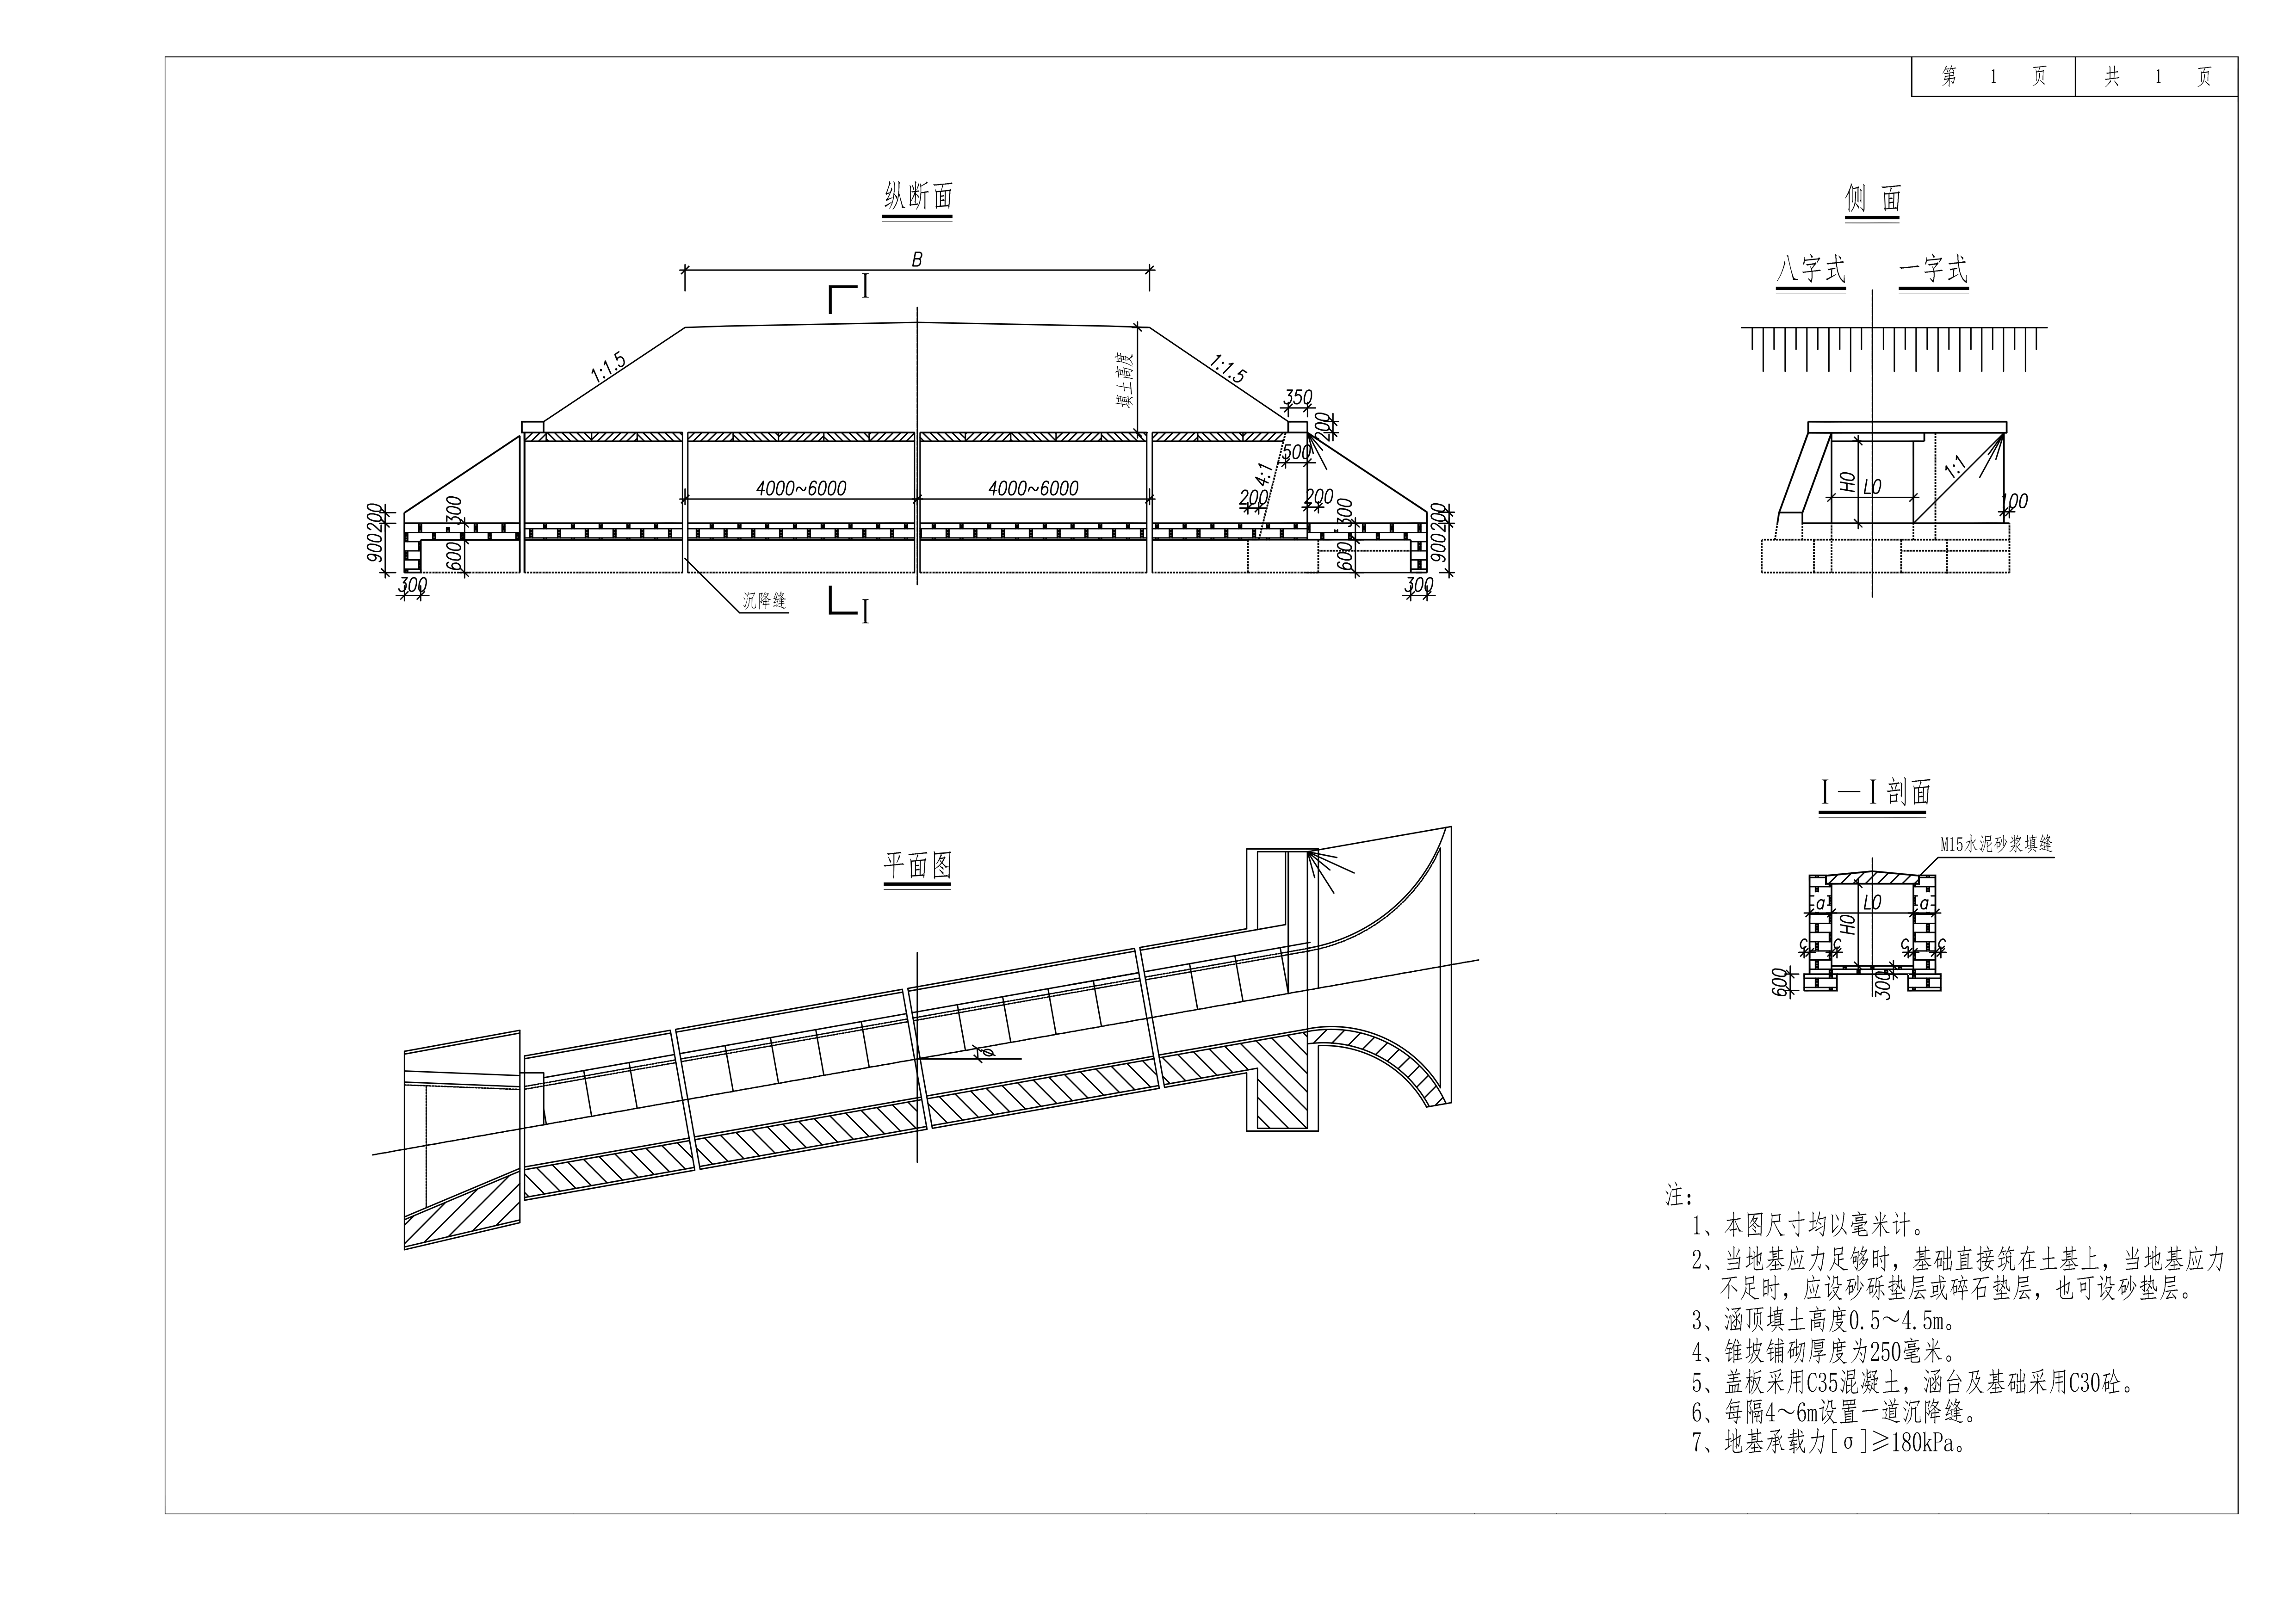 第 1 页 共 1 页
纵断面
侧 面
B
八字式 一字式
I
1:1.5
填土高度
1:1.5
350
200
500
4:1
4000~6000
4000~6000
200
200
200
900
300
600
300
300
600
200
900
300
沉降缝
I
H0
L0
1:1
100
I—I剖面
M15水泥砂浆填缝
a
L0
a
H0
c
c
c
c
600
300
平面图
φ
注:
1、本图尺寸均以毫米计。
2、当地基应力足够时，基础直接筑在土基上，当地基应力
不足时，应设砂砾垫层或碎石垫层，也可设砂垫层。
3、涵顶填土高度0.5～4.5m。
4、锥坡铺砌厚度为250毫米。
5、盖板采用C35混凝土，涵台及基础采用C30砼。
6、每隔4～6m设置一道沉降缝。
7、地基承载力[σ]≥180kPa。